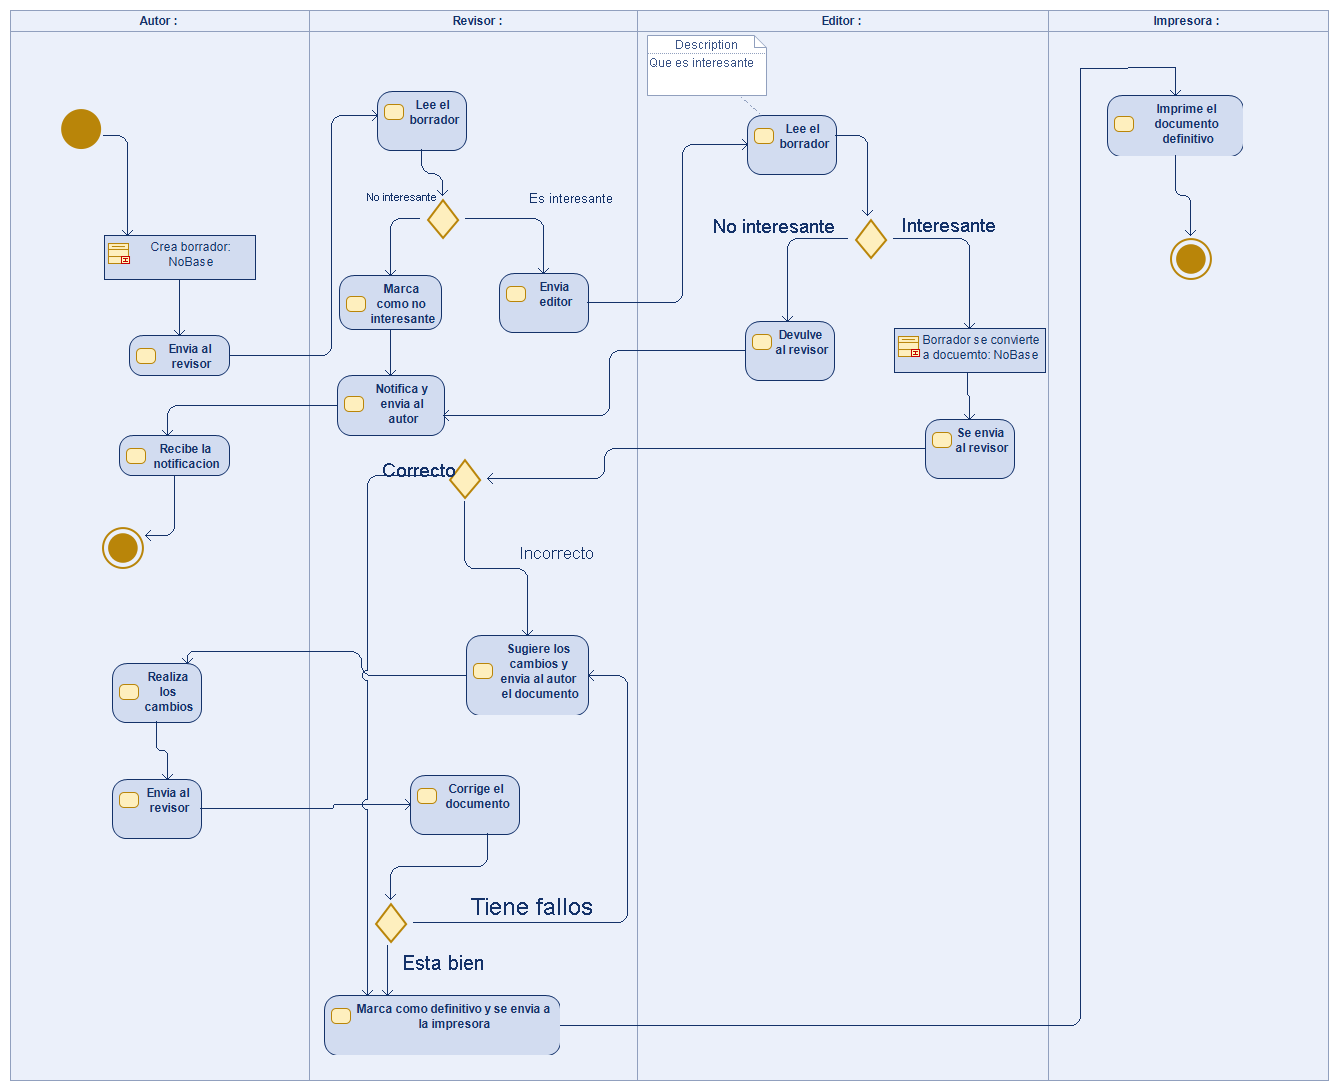 Autor :
Revisor :
Editor :
Impresora :
Description
Que es interesante
Lee el
borrador
Lee el
borrador
Imprime el
documento
definitivo
No interesante
Es interesante
No interesante
Interesante
Crea borrador:
NoBase
Marca
como no
interesante
Envia
editor
Envia al
revisor
Devulve
al revisor
Borrador se convierte
a docuemto: NoBase
Notifica y
envia al
autor
Recibe la
notificacion
Se envia
al revisor
Correcto
Incorrecto
Sugiere los
cambios y
envia al autor
el documento
Realiza
los
cambios
Envia al
revisor
Corrige el
documento
Tiene fallos
Esta bien
Marca como definitivo y se envia a
la impresora